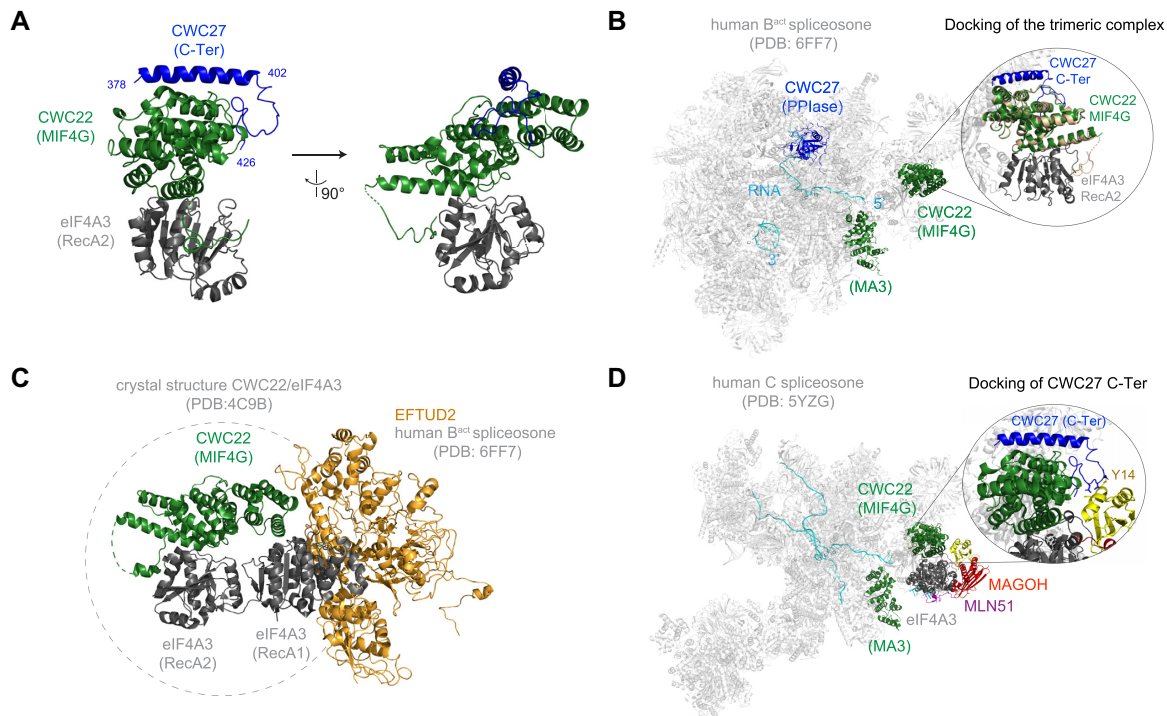 A
CWC27
(C-Ter)
378
402
CWC22
(MIF4G)
426
90°
eIF4A3
(RecA2)
B
human Bact spliceosone
(PDB: 6FF7)
Docking of the trimeric complex
CWC27
(PPIase)
RNA
5'
3'
CWC22
(MIF4G)
(MA3)
CWC27
C-Ter
CWC22
MIF4G
eIF4A3
RecA2
C
crystal structure CWC22/eIF4A3
(PDB:4C9B)
CWC22
(MIF4G)
EFTUD2
human Bact spliceosone
(PDB: 6FF7)
eIF4A3
(RecA2)
eIF4A3
(RecA1)
D
human C spliceosone
(PDB: 5YZG)
Docking of CWC27 C-Ter
CWC27 (C-Ter)
Y14
CWC22
(MIF4G)
MAGOH
MLN51
eIF4A3
(MA3)